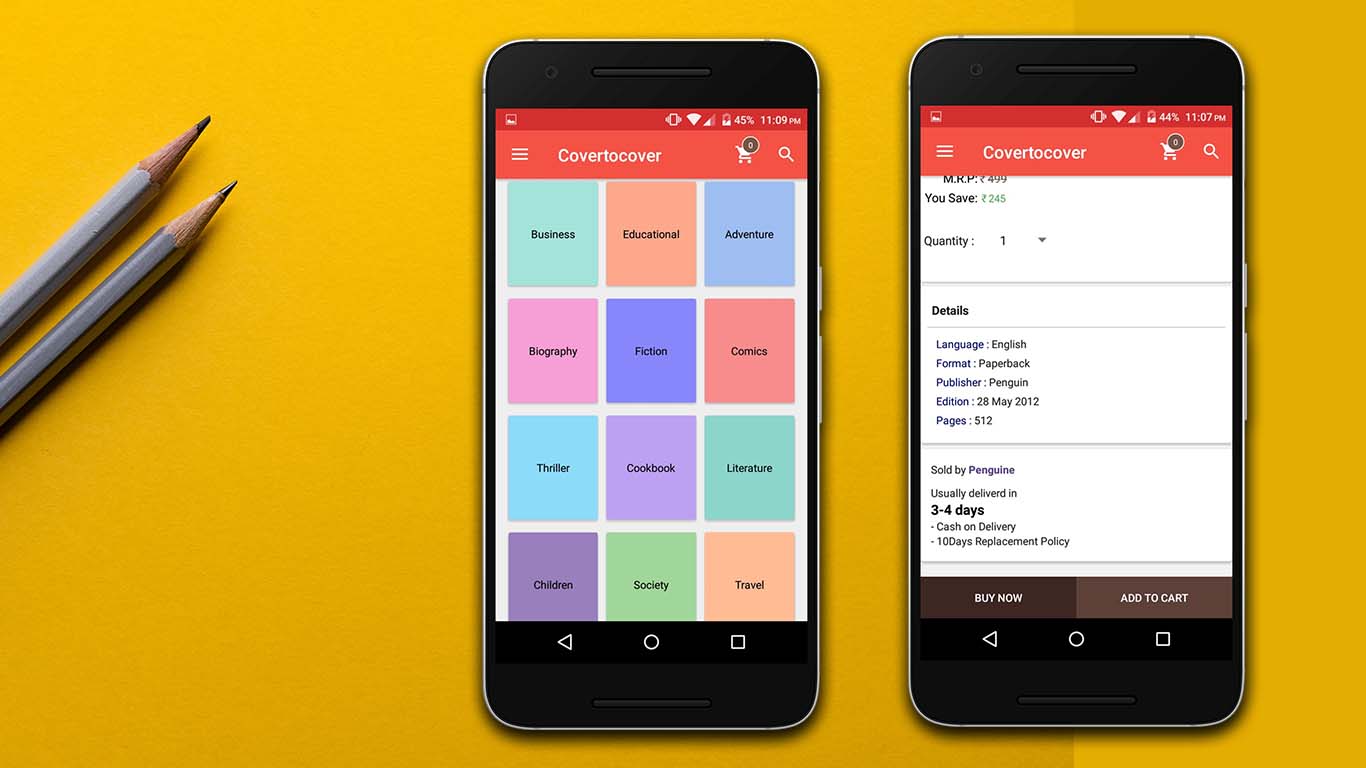 45% 11:09 PM
Covertocover 0
Business Educational Adventure
Biography Fiction Comics
Thriller Cookbook Literature
Children Society Travel
44% 11:07 PM
Covertocover 0
M.R.P: ₹ 499
You Save: ₹ 245
Quantity : 1
Details
Language : English
Format : Paperback
Publisher : Penguin
Edition : 28 May 2012
Pages : 512
Sold by Penguine
Usually deliverd in
3-4 days
- Cash on Delivery
- 10Days Replacement Policy
BUY NOW ADD TO CART